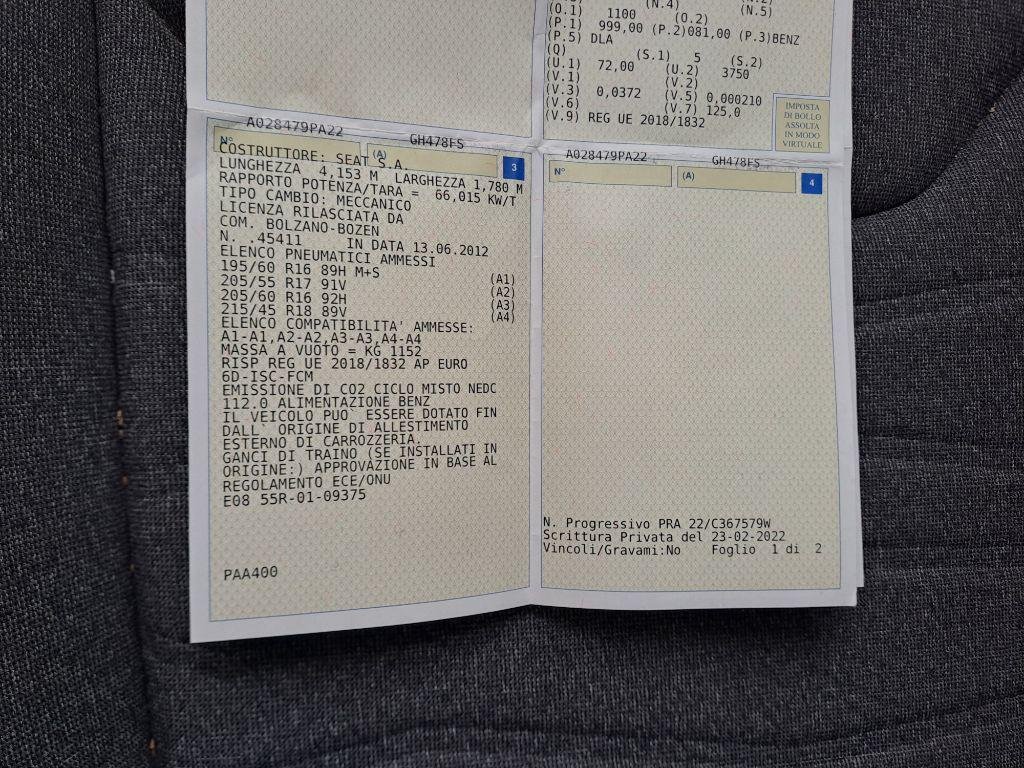 (N.4)
(N.5)
(O.1) 1100 (O.2)
(P.1) 999,00 (P.2)081,00 (P.3)BENZ
(P.5) DLA
(Q) (S.1) 5 (S.2)
(U.1) 72,00 (U.2) 3750
(V.1) (V.2)
(V.3) 0,0372 (V.5) 0,000210
(V.6) (V.7) 125,0
(V.9) REG UE 2018/1832
IMPOSTA
DI BOLLO
ASSOLTA
IN MODO
VIRTUALE
A028479PA22 GH478FS
N° (A) 3
COSTRUTTORE: SEAT S.A.
LUNGHEZZA 4,153 M LARGHEZZA 1,780 M
RAPPORTO POTENZA/TARA = 66,015 KW/T
TIPO CAMBIO: MECCANICO
LICENZA RILASCIATA DA
COM. BOLZANO-BOZEN
N. .45411 IN DATA 13.06.2012
ELENCO PNEUMATICI AMMESSI
195/60 R16 89H M+S (A1)
205/55 R17 91V (A2)
205/60 R16 92H (A3)
215/45 R18 89V (A4)
ELENCO COMPATIBILITA' AMMESSE:
A1-A1,A2-A2,A3-A3,A4-A4
MASSA A VUOTO = KG 1152
RISP REG UE 2018/1832 AP EURO
6D-ISC-FCM
EMISSIONE DI CO2 CICLO MISTO NEDC
112.0 ALIMENTAZIONE BENZ
IL VEICOLO PUO` ESSERE DOTATO FIN
DALL` ORIGINE DI ALLESTIMENTO
ESTERNO DI CARROZZERIA.
GANCI DI TRAINO (SE INSTALLATI IN
ORIGINE:) APPROVAZIONE IN BASE AL
REGOLAMENTO ECE/ONU
E08 55R-01-09375
PAA400
A028479PA22 GH478FS
N° (A) 4
N. Progressivo PRA 22/C367579W
Scrittura Privata del 23-02-2022
Vincoli/Gravami:No Foglio 1 di 2